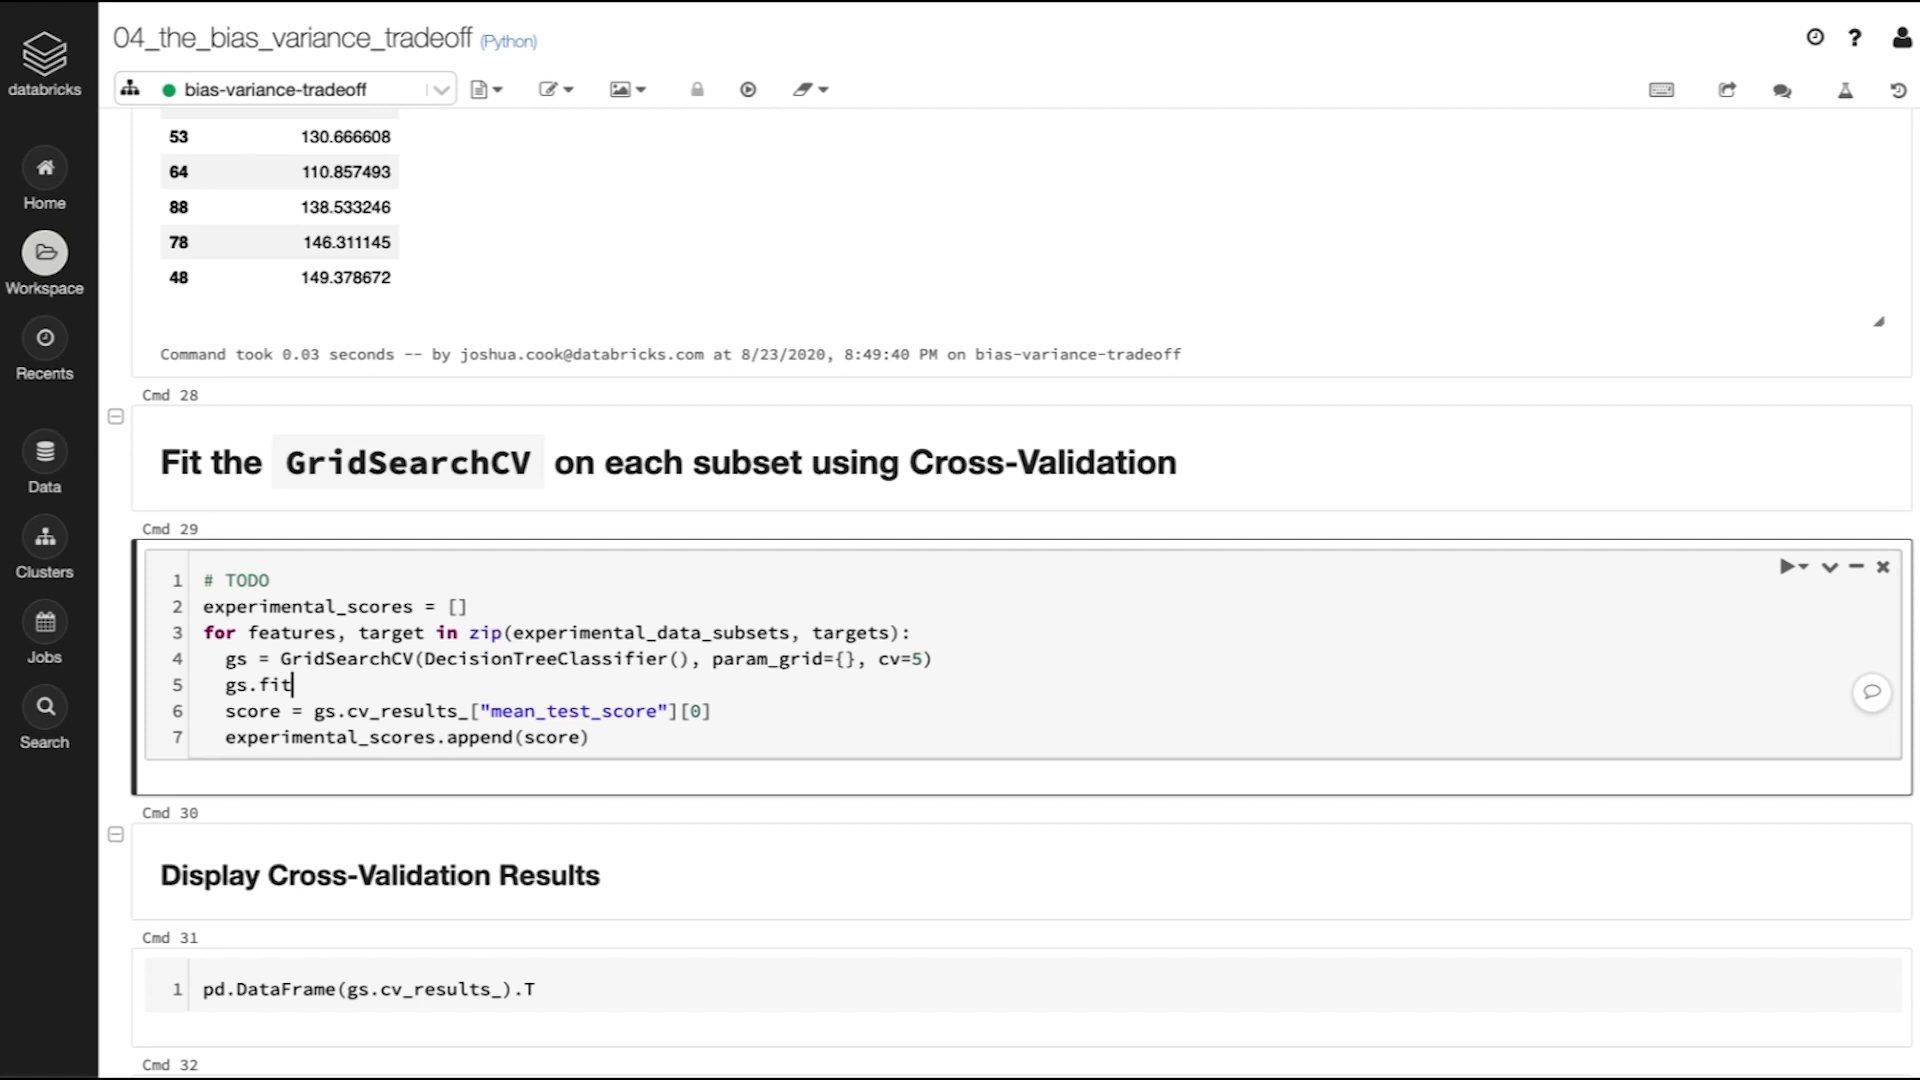 04_the_bias_variance_tradeoff (Python)
databricks
bias-variance-tradeoff
53 130.666608
64 110.857493
88 138.533246
78 146.311145
48 149.378672
Home
Workspace
Recents
Data
Clusters
Jobs
Search
Command took 0.03 seconds -- by joshua.cook@databricks.com at 8/23/2020, 8:49:40 PM on bias-variance-tradeoff
Cmd 28
Fit the GridSearchCV on each subset using Cross-Validation
Cmd 29
1 # TODO
2 experimental_scores = []
3 for features, target in zip(experimental_data_subsets, targets):
4 gs = GridSearchCV(DecisionTreeClassifier(), param_grid={}, cv=5)
5 gs.fit
6 score = gs.cv_results_["mean_test_score"][0]
7 experimental_scores.append(score)
Cmd 30
Display Cross-Validation Results
Cmd 31
1 pd.DataFrame(gs.cv_results_).T
Cmd 32